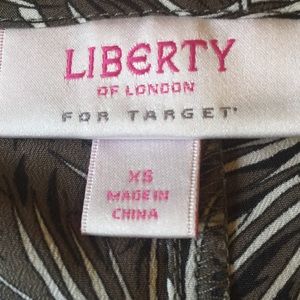 LIBERTY
OF LONDON
FOR TARGET
XS
MADE IN
CHINA